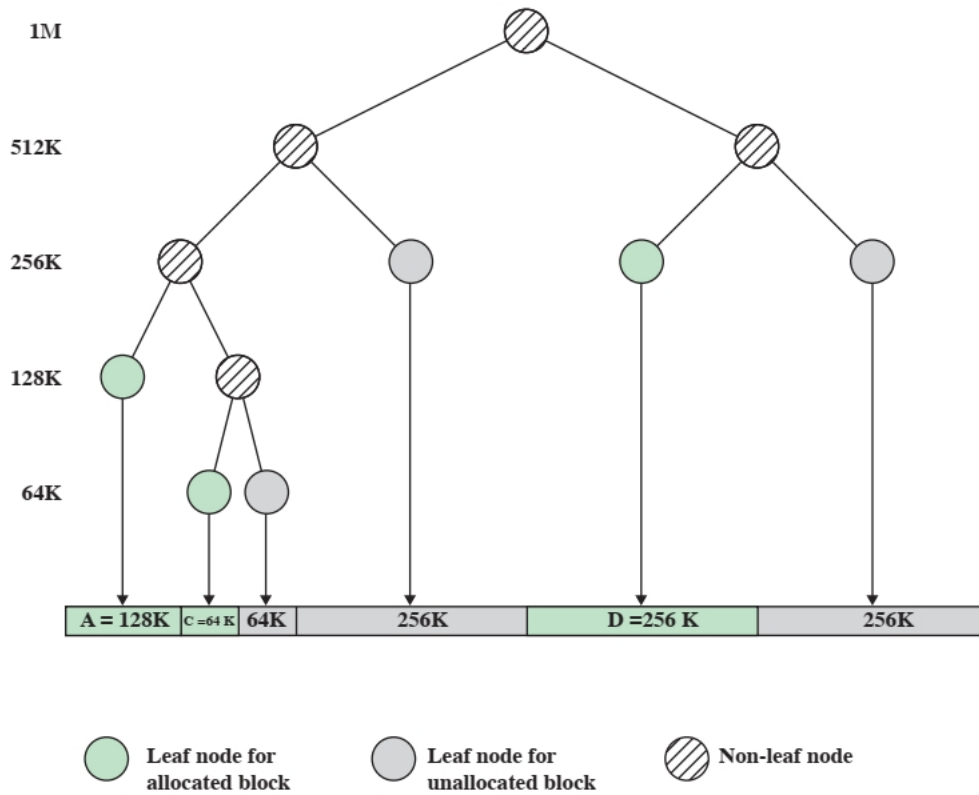 1M
512K
256K
128K
64K
A = 128K C =64 K 64K 256K D =256 K 256K
Leaf node for
allocated block
Leaf node for
unallocated block
Non-leaf node